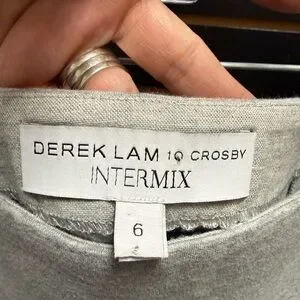 DEREK LAM 10 CROSBY
INTERMIX
6